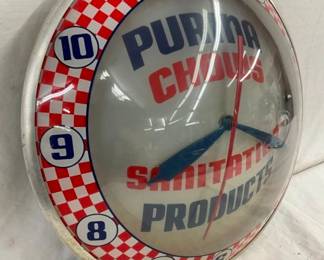 10
PURINA
CHOWS
9
SANITATION
PRODUCTS
8